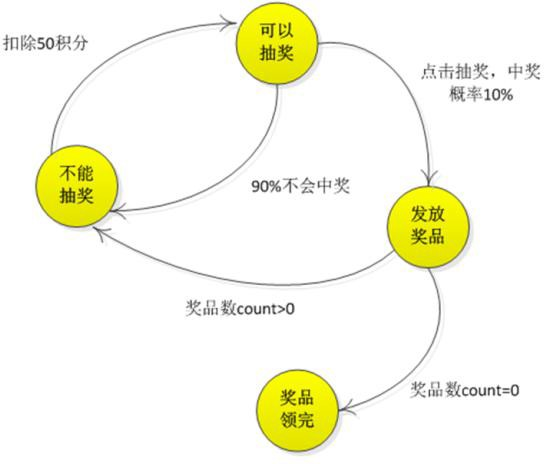 可以
抽奖
扣除50积分
点击抽奖，中奖
概率10%
不能
抽奖
90%不会中奖
发放
奖品
奖品数count>0
奖品数count=0
奖品
领完